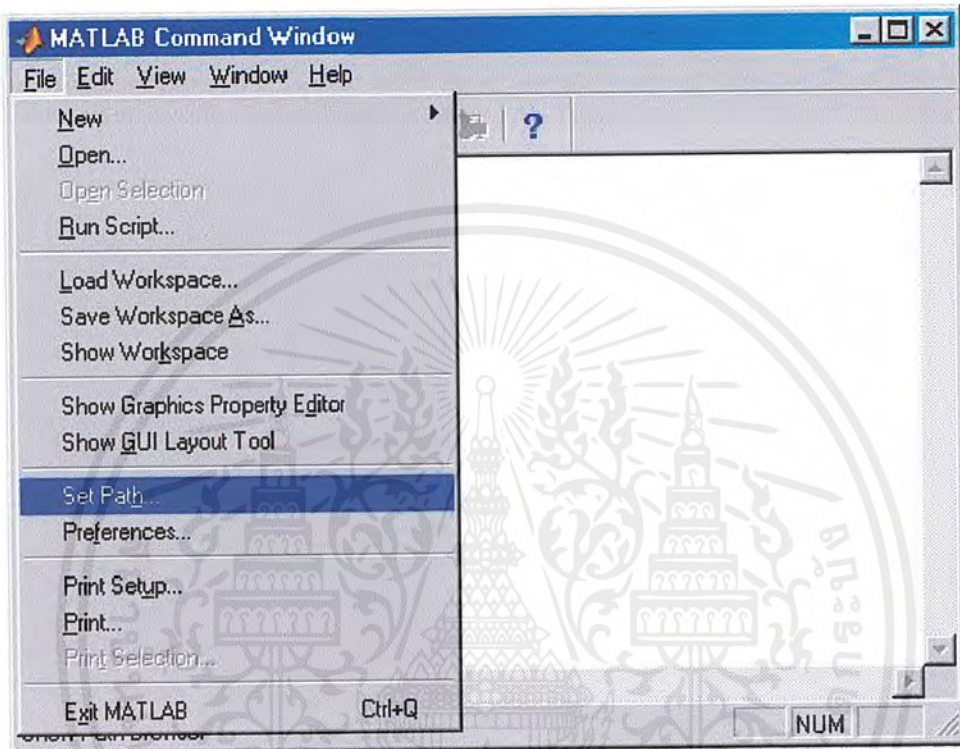 MATLAB Command Window
File Edit View Window Help
New
Open...
Open Selection
Run Script...
Load Workspace...
Save Workspace As...
Show Workspace
Show Graphics Property Editor
Show GUI Layout Tool
Set Path...
Preferences...
Print Setup...
Print...
Print Selection...
Exit MATLAB Ctrl+Q
NUM